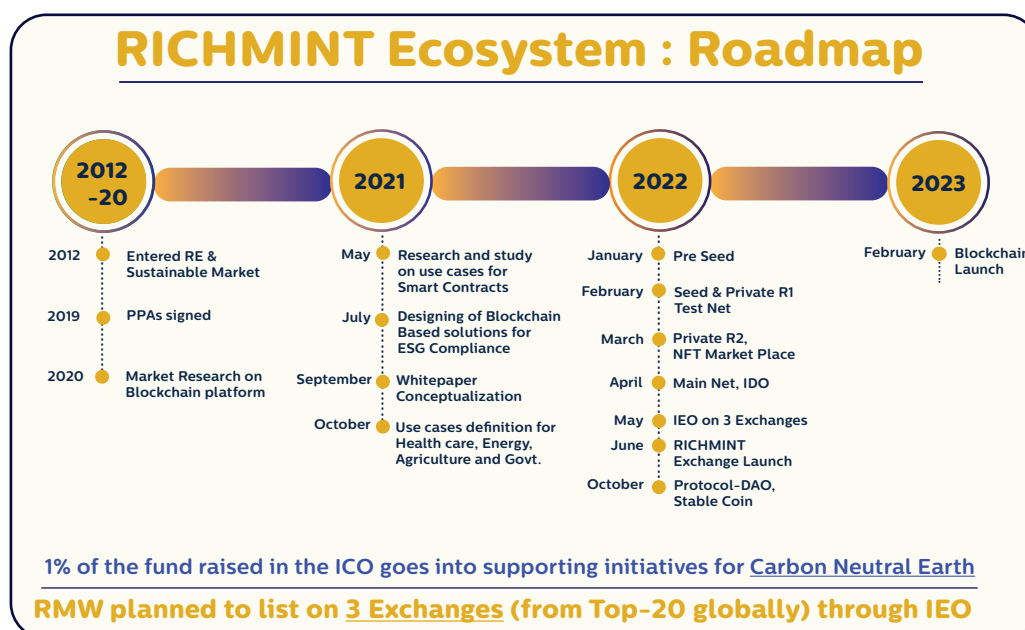 RICHMINT Ecosystem : Roadmap
2012
-20
2012
Entered RE &
Sustainable Market
2019
PPAs signed
2020
Market Research on
Blockchain platform
2021
May
Research and study
on use cases for
Smart Contracts
July
Designing of Blockchain
Based solutions for
ESG Compliance
September
Whitepaper
Conceptualization
October
Use cases definition for
Health care, Energy,
Agriculture and Govt.
2022
January
Pre Seed
February
Seed & Private R1
Test Net
March
Private R2,
NFT Market Place
April
Main Net, IDO
May
IEO on 3 Exchanges
June
RICHMINT
Exchange Launch
October
Protocol-DAO,
Stable Coin
2023
February
Blockchain
Launch
1% of the fund raised in the ICO goes into supporting initiatives for Carbon Neutral Earth
RMW planned to list on 3 Exchanges (from Top-20 globally) through IEO